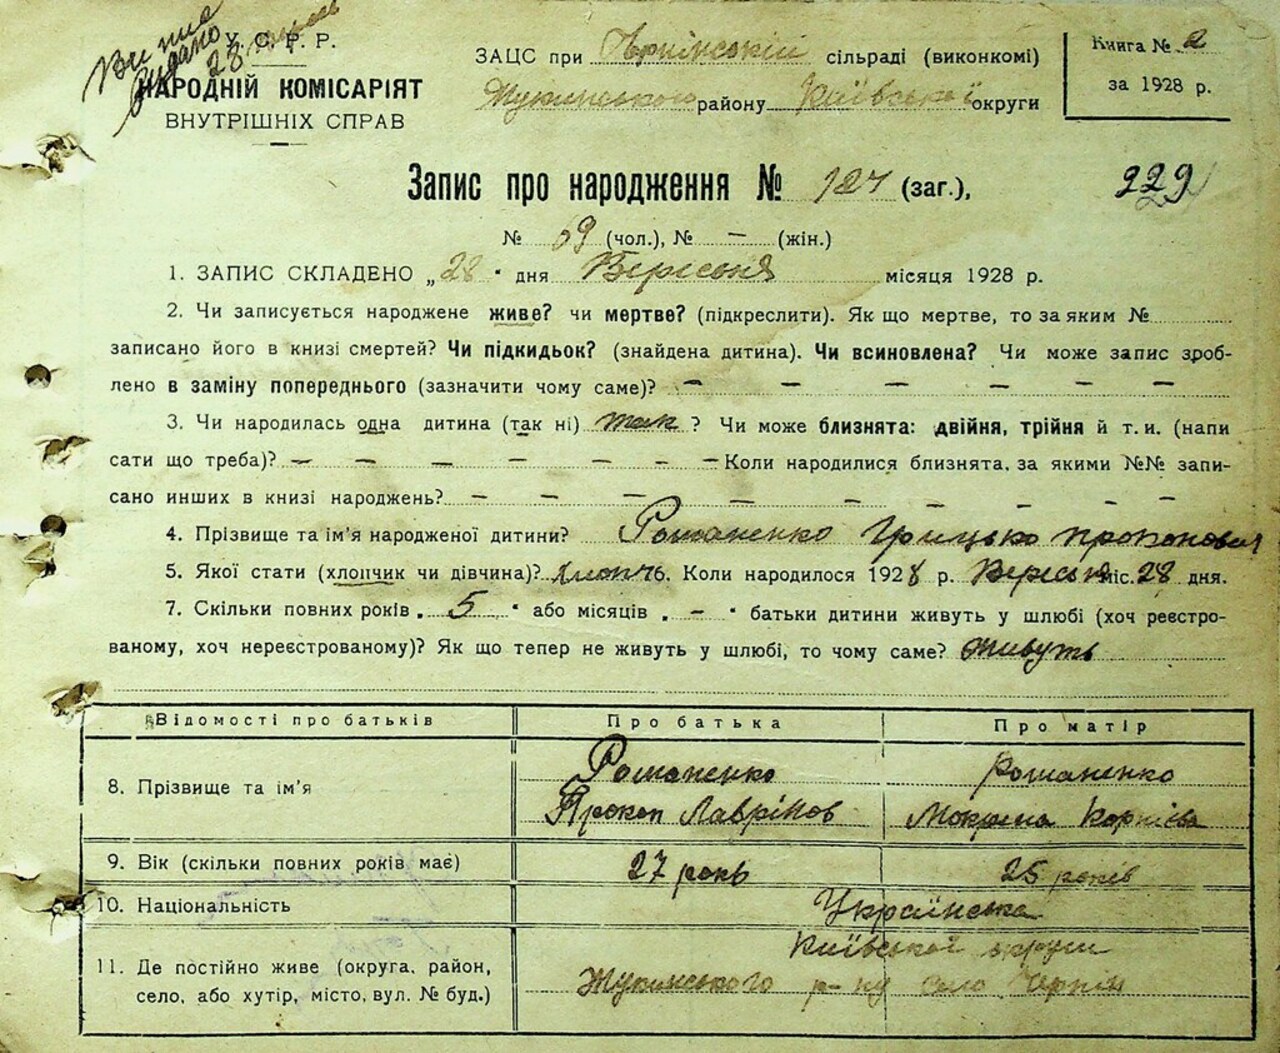 Видано
28
У. С. Р. Р.
НАРОДНІЙ КОМІСАРІЯТ
ВНУТРІШНІХ СПРАВ
ЗАЦС при сільраді (виконкомі)
Жукинського району Київської округи
Книга № 2
за 1928 р.
Запис про народження № 127 (заг.),
229
№ 69 (чол.), № – (жін.)
1. ЗАПИС СКЛАДЕНО „28" дня Вересня місяця 1928 р.
2. Чи записується народжене живе? чи мертве? (підкреслити). Як що мертве, то за яким №
записано його в книзі смертей? Чи підкидьок? (знайдена дитина). Чи всиновлена? Чи може запис зроб-
лено в заміну попереднього (зазначити чому саме)? – – – – – –
3. Чи народилась одна дитина (так ні) так ? Чи може близнята: двійня, трійня й т. и. (напи
сати що треба)? – – – – – – –Коли народилися близнята, за якими №№ запи-
сано инших в книзі народжень? – – – – – – –
4. Прізвище та ім'я народженої дитини? Романенко Грицько Прокопович
5. Якої стати (хлопчик чи дівчина)? хлопч 6. Коли народилося 1928 р. Вересня міс. 28 дня.
7. Скільки повних років „ 5 " або місяців „ – " батьки дитини живуть у шлюбі (хоч реєстро-
ваному, хоч нереєстрованому)? Як що тепер не живуть у шлюбі, то чому саме? живуть
Відомості про батьків Про батька Про матір
8. Прізвище та ім'я
Романенко Романенко
Прокоп Лаврінов Мокрина Корніева
9. Вік (скільки повних років має) 27 років 25 років
10. Національність Українська
11. Де постійно живе (округа, район,
село, або хутір, місто, вул. № буд.)
Київської округи
Жукинського р-ну село Чернін